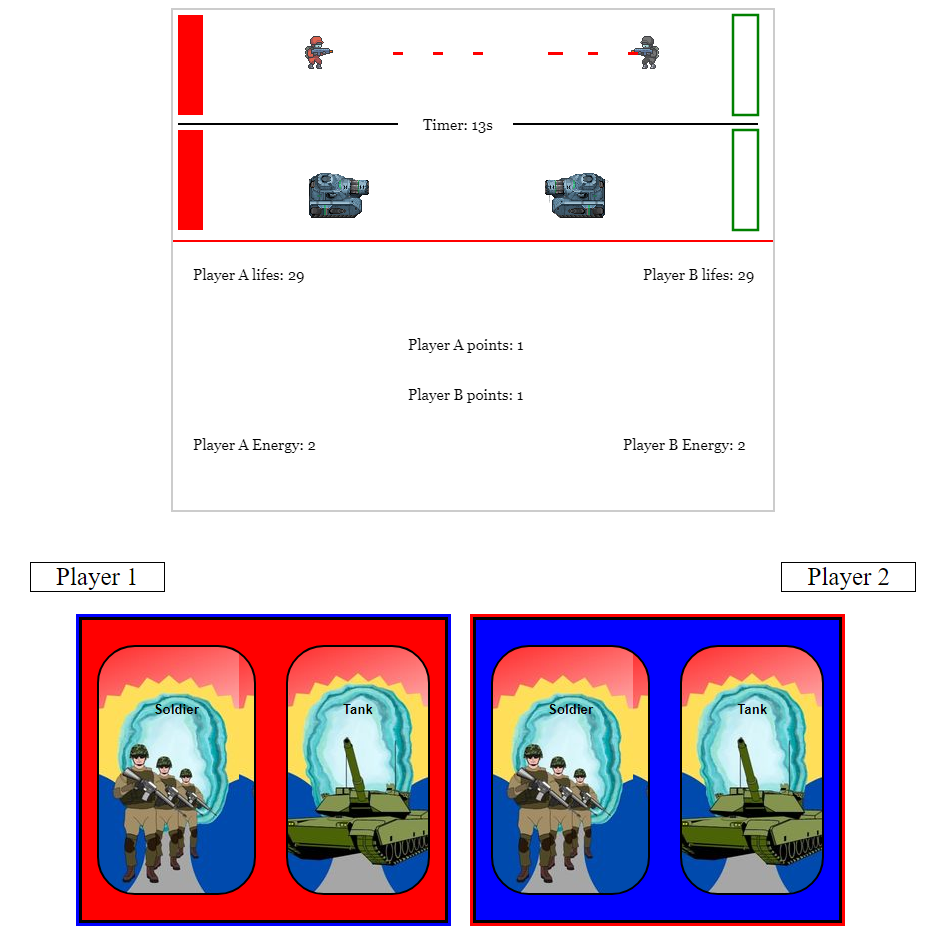 Timer: 13s
Player A lifes: 29
Player B lifes: 29
Player A points: 1
Player B points: 1
Player A Energy: 2
Player B Energy: 2
Player 1
Player 2
Soldier
Tank
Soldier
Tank